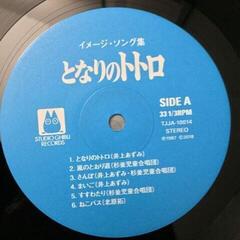 イメージ・ソング集
となりのトトロ
STUDIO GHIBLI
RECORDS
SIDE A
33 1/3RPM
TJJA-10014
STEREO
℗1987 ©2018
1. となりのトトロ(井上あずみ)
2. 風のとおり道(杉並児童合唱団)
3. さんぽ(井上あずみ・杉並児童合唱団)
4. まいご(井上あずみ)
5. すすわたり(杉並児童合唱団)
6. ねこバス(北原拓)